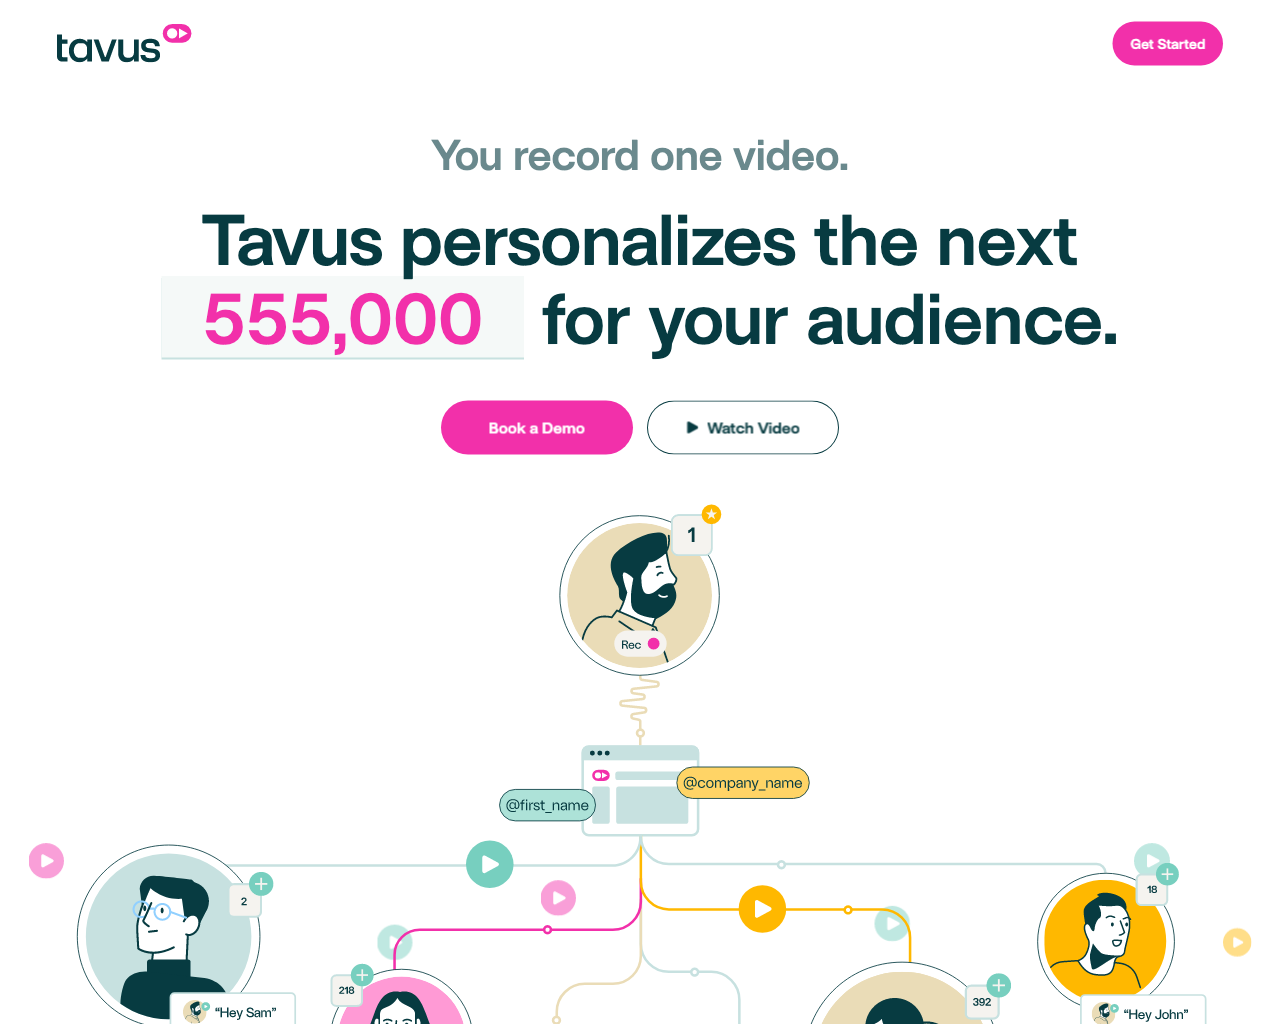 tavus
Get Started
You record one video.
Tavus personalizes the next
555,000 for your audience.
Book a Demo
Watch Video
1
Rec
@company_name
@first_name
2
18
218
392
“Hey Sam”
“Hey John”